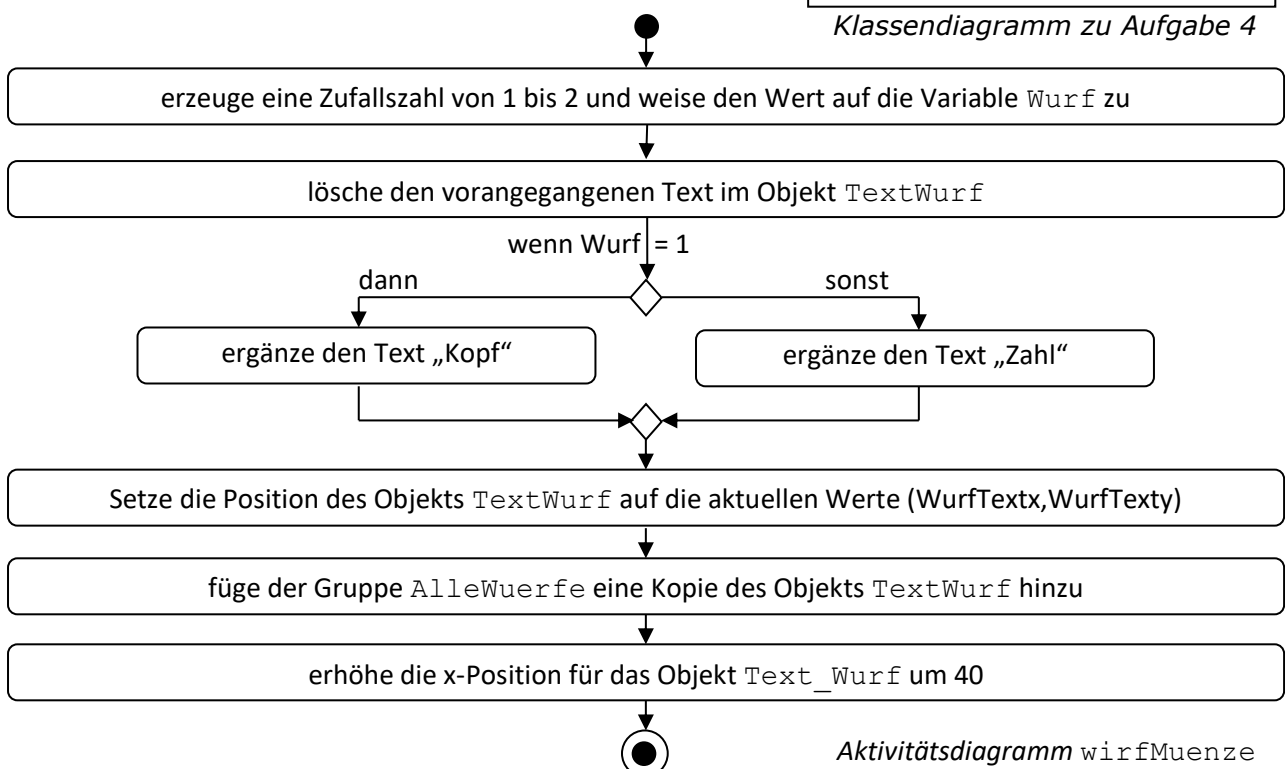 Klassendiagramm zu Aufgabe 4
erzeuge eine Zufallszahl von 1 bis 2 und weise den Wert auf die Variable Wurf zu
lösche den vorangegangenen Text im Objekt TextWurf
wenn Wurf = 1
dann
sonst
ergänze den Text „Kopf“
ergänze den Text „Zahl“
Setze die Position des Objekts TextWurf auf die aktuellen Werte (WurfTextx,WurfTexty)
füge der Gruppe AlleWuerfe eine Kopie des Objekts TextWurf hinzu
erhöhe die x-Position für das Objekt Text_Wurf um 40
Aktivitätsdiagramm wirfMuenze